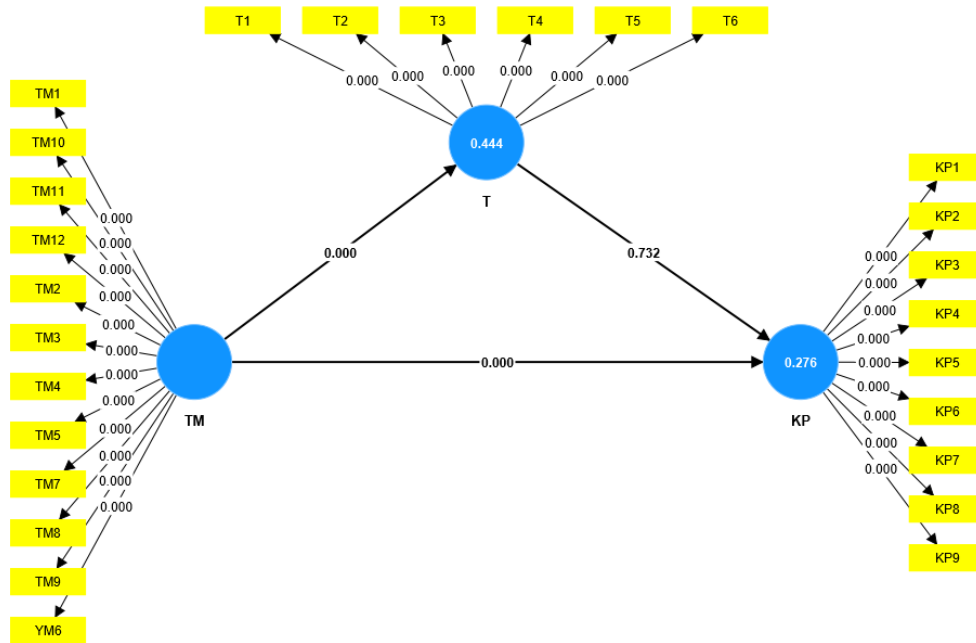 T1
T2
T3
T4
T5
T6
0.000
0.000
0.000
0.000
0.000
0.000
0.444
T
TM1
TM10
TM11
TM12
TM2
TM3
TM4
TM5
TM7
TM8
TM9
YM6
0.000
0.000
0.000
0.000
0.000
0.000
0.000
0.000
0.000
0.000
0.000
0.000
TM
0.000
0.732
0.000
0.276
KP
0.000
0.000
0.000
0.000
0.000
0.000
0.000
0.000
0.000
KP1
KP2
KP3
KP4
KP5
KP6
KP7
KP8
KP9